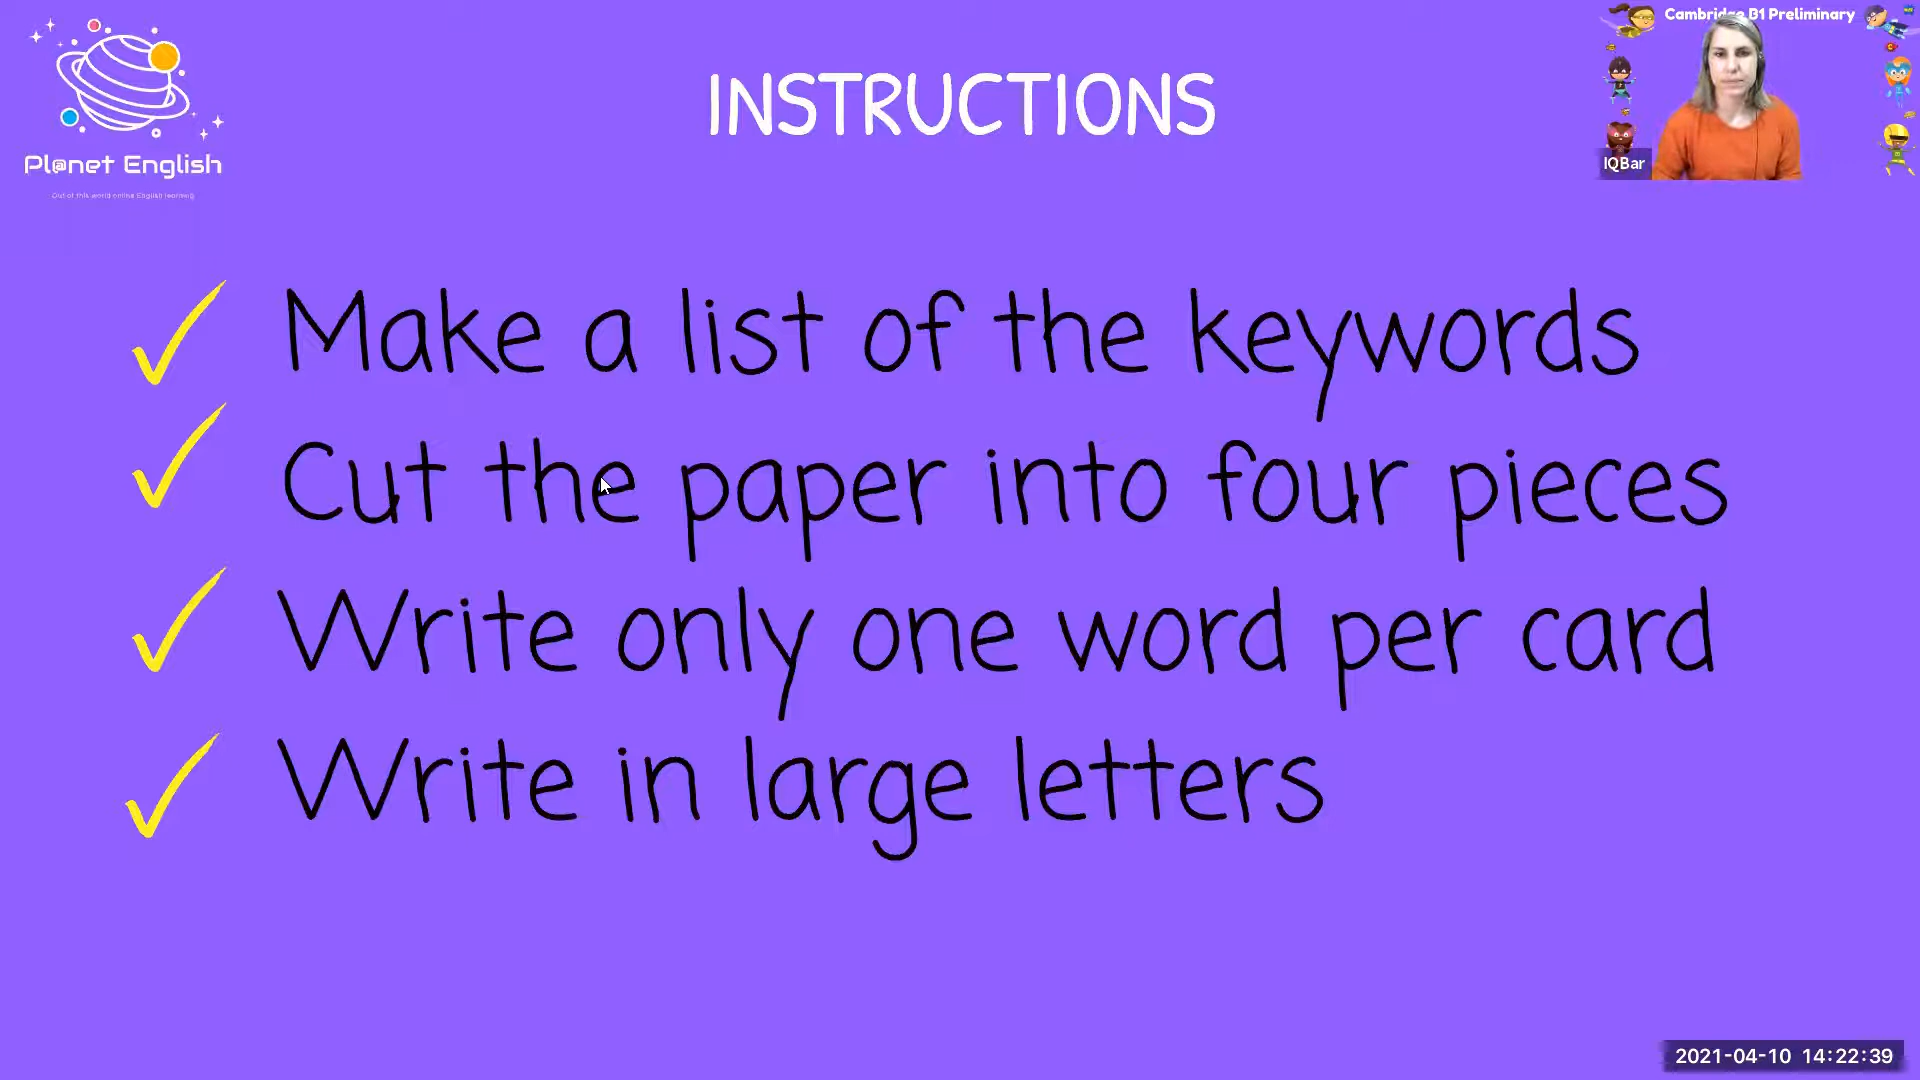 Cambridge B1 Preliminary
INSTRUCTIONS
Pl@net English
Out of this world online English learning
IQBar
Make a list of the keywords
Cut the paper into four pieces
Write only one word per card
Write in large letters
2021-04-10 14:22:39